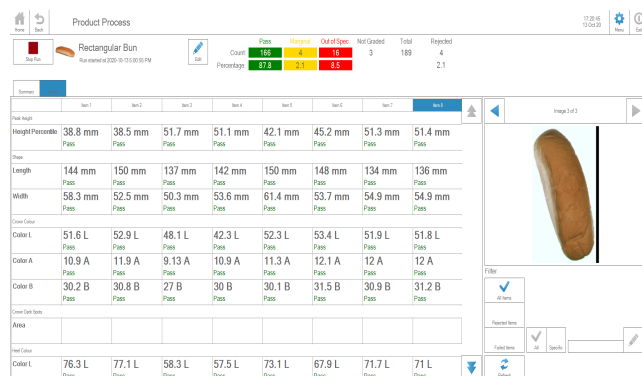 Home Back Product Process 17:20:45 13 Oct 20 Menu Exit
Stop Run Rectangular Bun Run started at 2020-10-13 5:00:55 PM Edit
Pass Marginal Out of Spec Not Graded Total Rejected
Count: 166 4 16 3 189 4
Percentage: 87.8 2.1 8.5 2.1
Summary
Item 1 Item 2 Item 3 Item 4 Item 5 Item 6 Item 7 Item 8
Peak Height
Height Percentile 38.8 mm 38.5 mm 51.7 mm 51.1 mm 42.1 mm 45.2 mm 51.3 mm 51.4 mm
Pass Pass Pass Pass Pass Pass Pass Pass
Shape
Length 144 mm 150 mm 137 mm 142 mm 150 mm 148 mm 134 mm 136 mm
Pass Pass Pass Pass Pass Pass Pass Pass
Width 58.3 mm 52.5 mm 50.3 mm 53.6 mm 61.4 mm 53.7 mm 54.9 mm 54.9 mm
Pass Pass Pass Pass Pass Pass Pass Pass
Crown Colour
Color L 51.6 L 52.9 L 48.1 L 42.3 L 52.3 L 53.4 L 51.9 L 51.8 L
Pass Pass Pass Pass Pass Pass Pass Pass
Color A 10.9 A 11.9 A 9.13 A 10.9 A 11.3 A 12.1 A 12 A 12 A
Pass Pass Pass Pass Pass Pass Pass Pass
Color B 30.2 B 30.8 B 27 B 30 B 30.1 B 31.5 B 30.9 B 31.2 B
Pass Pass Pass Pass Pass Pass Pass Pass
Crown Dark Spots
Area
Heel Colour
Color L 76.3 L 77.1 L 58.3 L 57.5 L 73.1 L 67.9 L 71.7 L 71 L
Pass Pass Pass Pass Pass Pass Pass Pass
Image 3 of 3
Filter
All Items
Rejected Items
Failed Items All Specific
Refresh